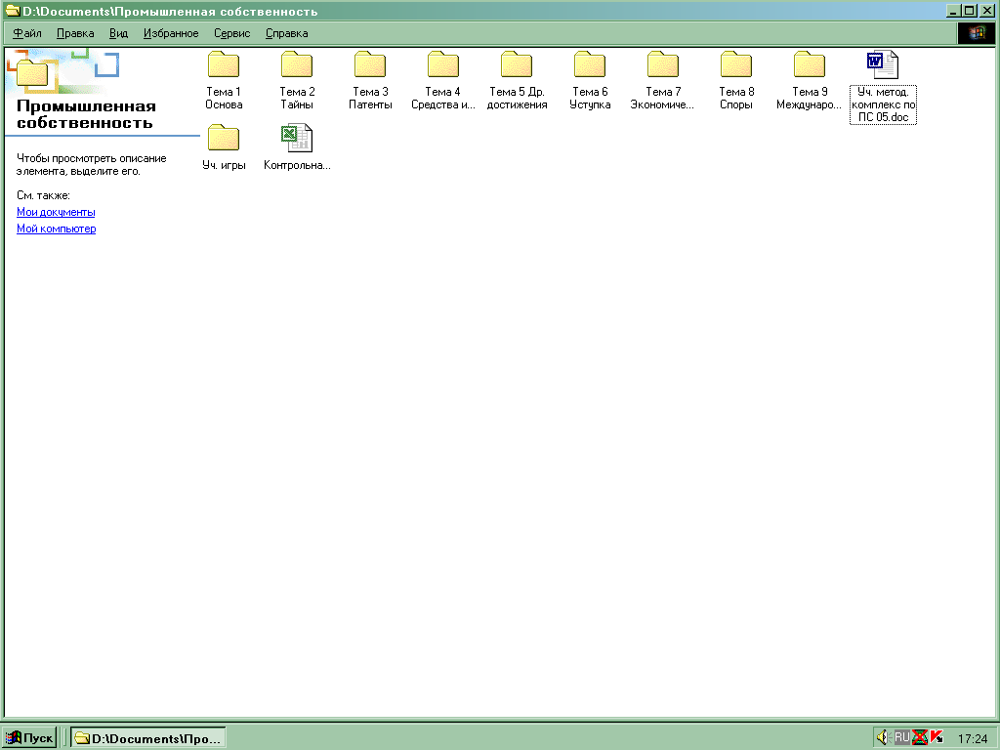 D:\Documents\Промышленная собственность
Файл Правка Вид Избранное Сервис Справка
Промышленная
собственность
Чтобы просмотреть описание
элемента, выделите его.
См. также:
Мои документы
Мой компьютер
Тема 1
Основа
Тема 2
Тайны
Тема 3
Патенты
Тема 4
Средства и...
Тема 5 Др.
достижения
Тема 6
Уступка
Тема 7
Экономиче...
Тема 8
Споры
Тема 9
Междунаро...
Уч. метод.
комплекс по
ПС 05.doc
Уч. игры
Контрольна...
Пуск
D:\Documents\Про...
RU
17:24